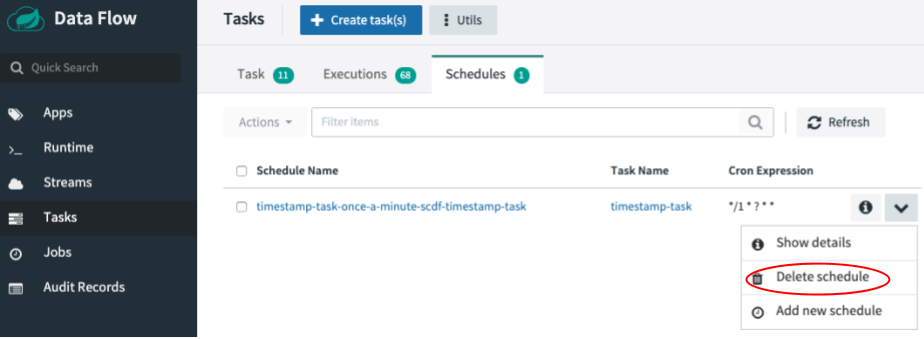 Data Flow
Quick Search
Apps
Runtime
Streams
Tasks
Jobs
Audit Records
Tasks
Create task(s)
Utils
Task 11 Executions 68 Schedules 1
Actions Filter items Refresh
Schedule Name Task Name Cron Expression
timestamp-task-once-a-minute-scdf-timestamp-task timestamp-task */1 * ? * *
Show details
Delete schedule
Add new schedule